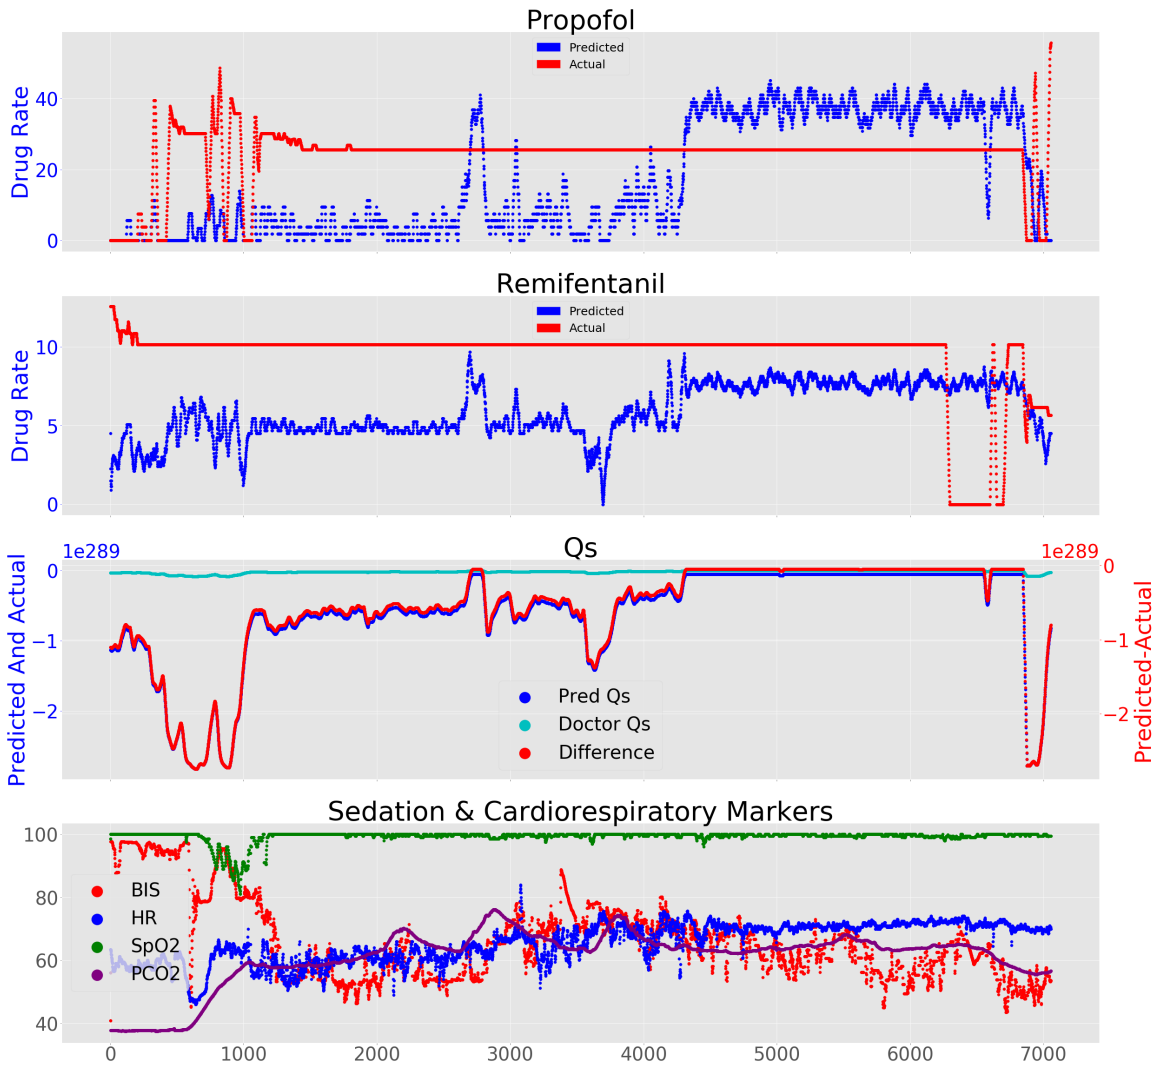 Propofol
Predicted
Actual
Drug Rate
40
20
0
Remifentanil
Predicted
Actual
Drug Rate
10
5
0
Qs
1e289
1e289
Predicted And Actual
0
−1
−2
Pred Qs
Doctor Qs
Difference
0
−1
−2
Predicted-Actual
Sedation & Cardiorespiratory Markers
100
80
60
40
BIS
HR
SpO2
PCO2
0 1000 2000 3000 4000 5000 6000 7000